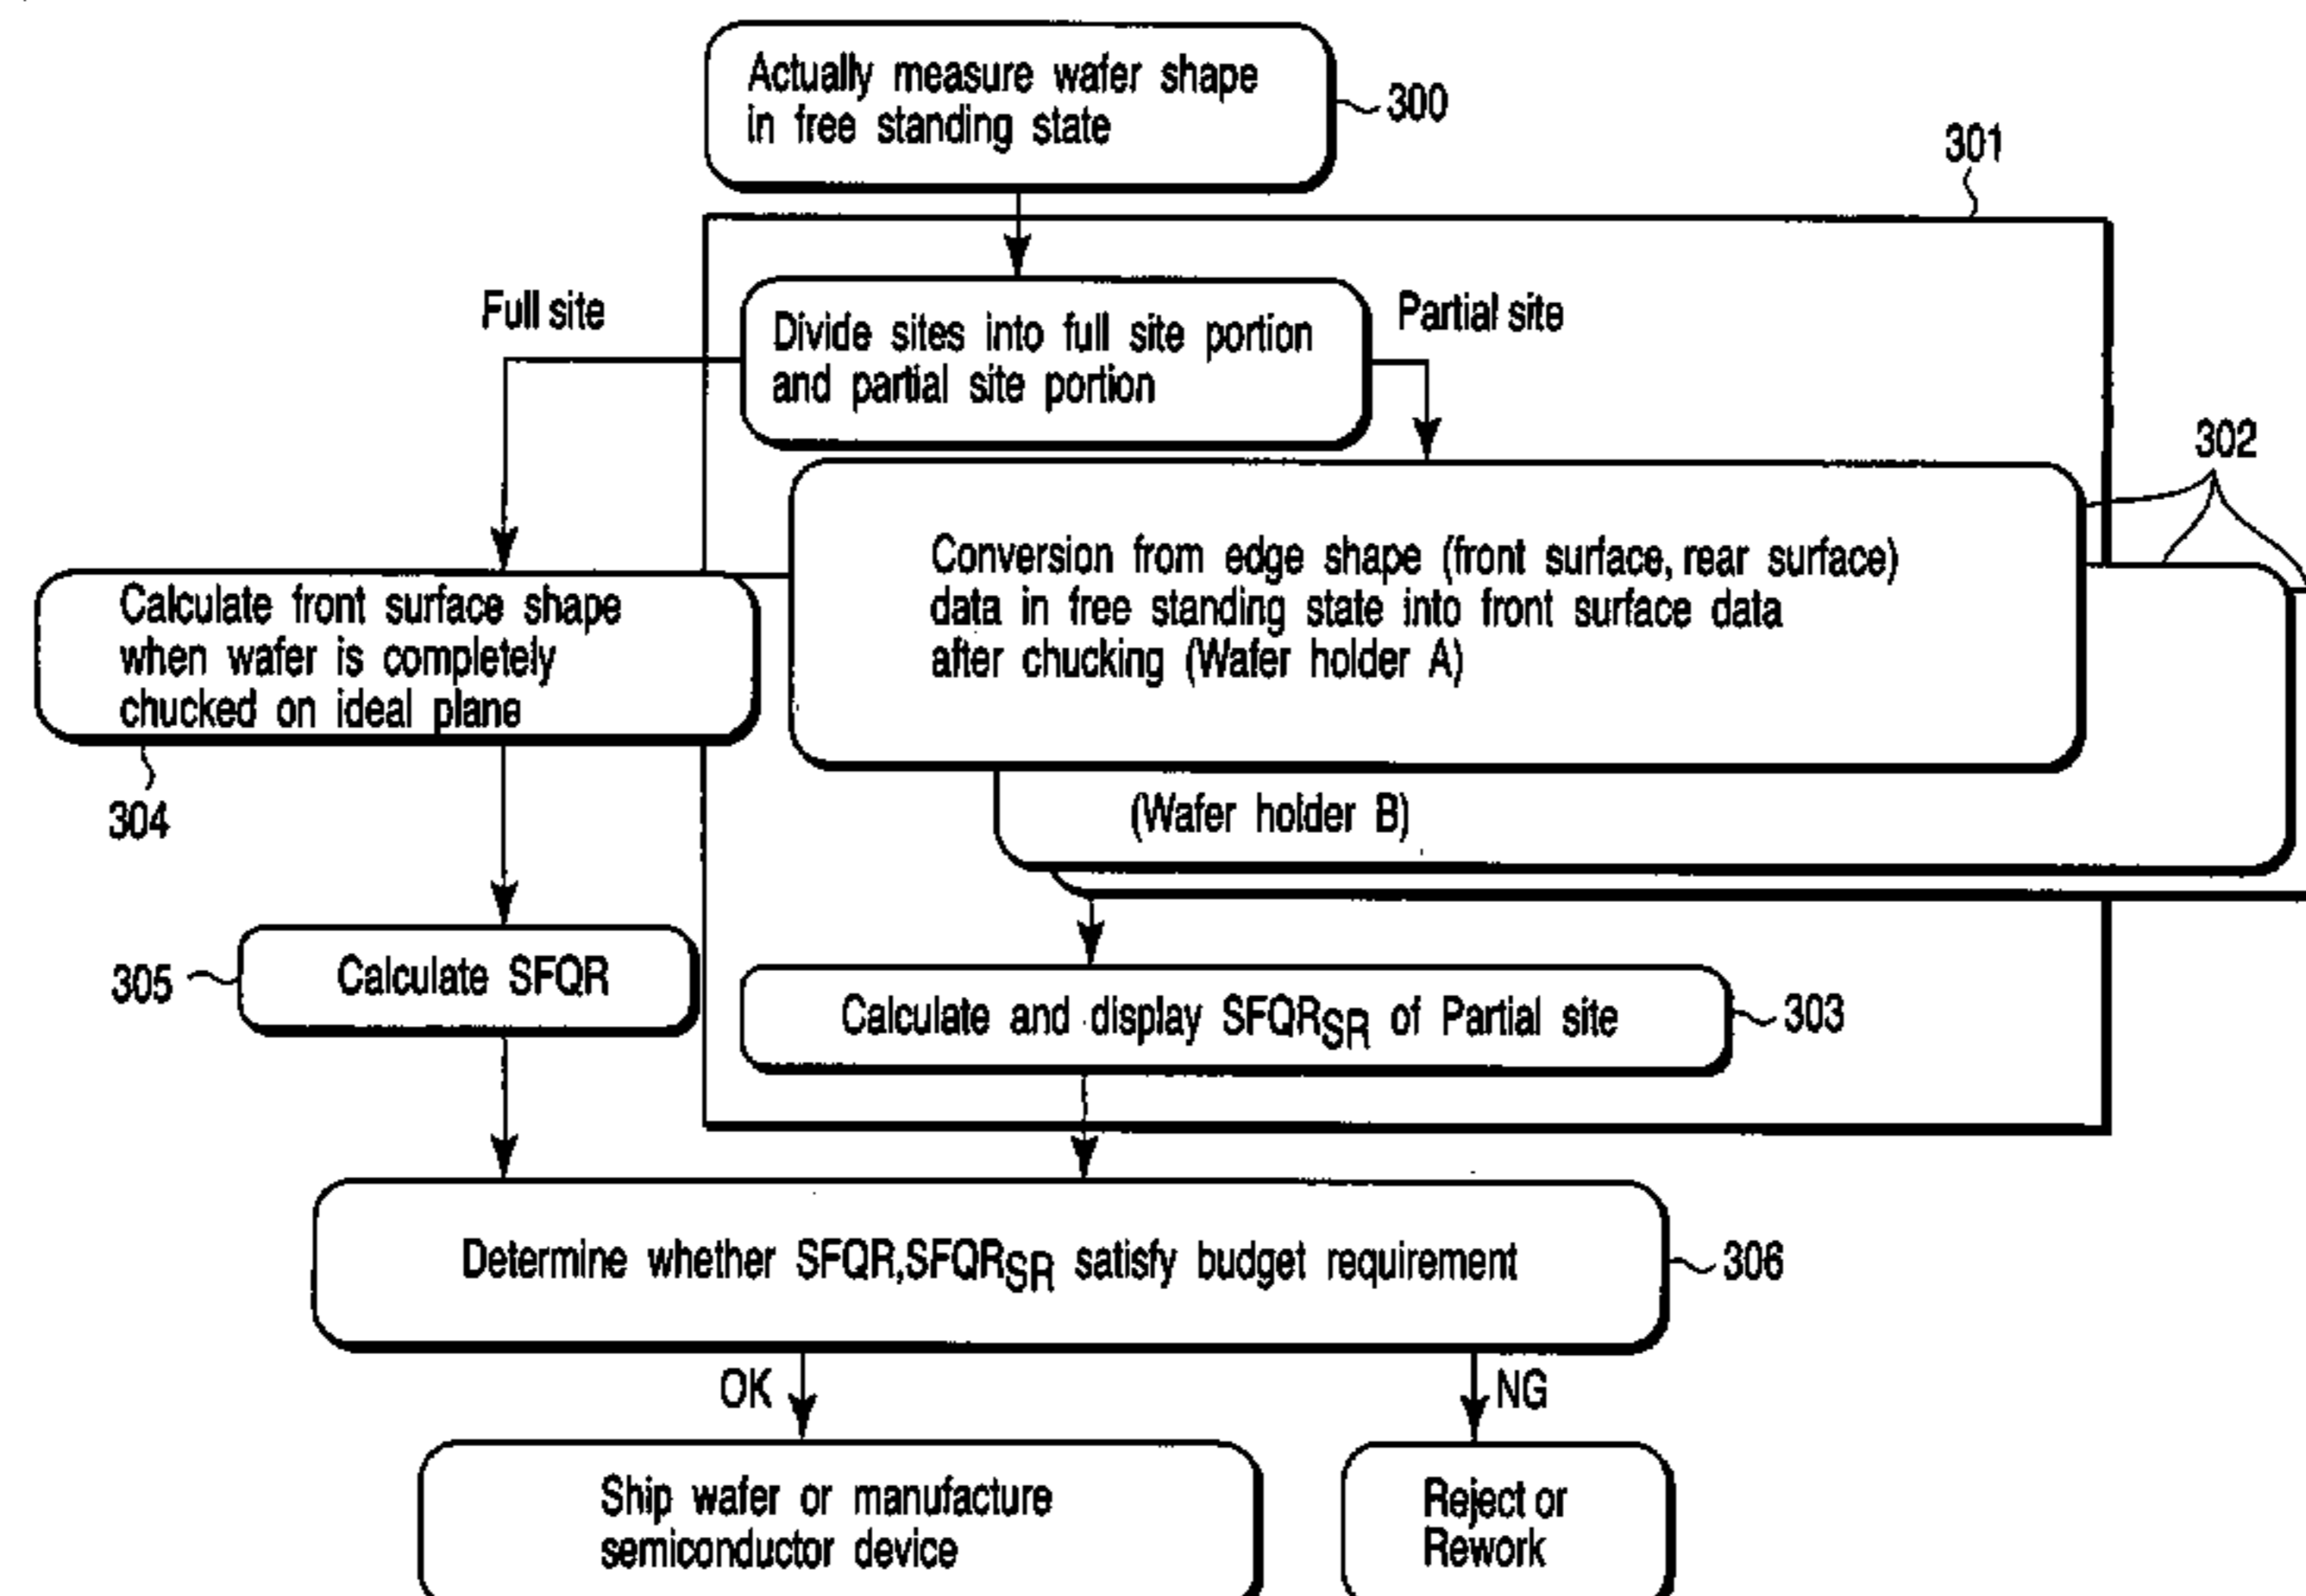 Actually measure wafer shape
in free standing state
300
301
Full site
Partial site
Divide sites into full site portion
and partial site portion
302
Conversion from edge shape (front surface, rear surface)
data in free standing state into front surface data
after chucking (Wafer holder A)
Calculate front surface shape
when wafer is completely
chucked on ideal plane
304
(Wafer holder B)
305
Calculate SFQR
Calculate and display SFQRSR of Partial site
303
Determine whether SFQR,SFQRSR satisfy budget requirement
306
OK
NG
Ship wafer or manufacture
semiconductor device
Reject or
Rework